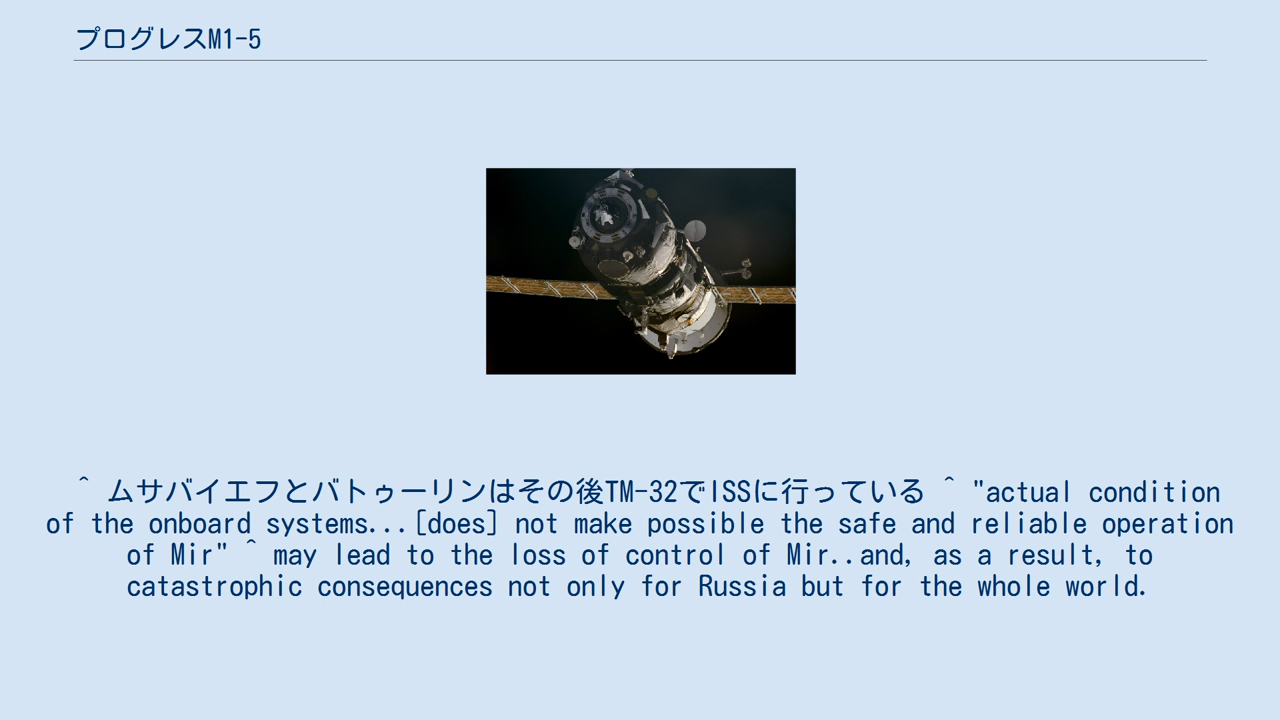 プログレスM1-5
^ ムサバイエフとバトゥーリンはその後TM-32でISSに行っている ^ "actual condition
of the onboard systems...[does] not make possible the safe and reliable operation
of Mir" ^ may lead to the loss of control of Mir..and, as a result, to
catastrophic consequences not only for Russia but for the whole world.